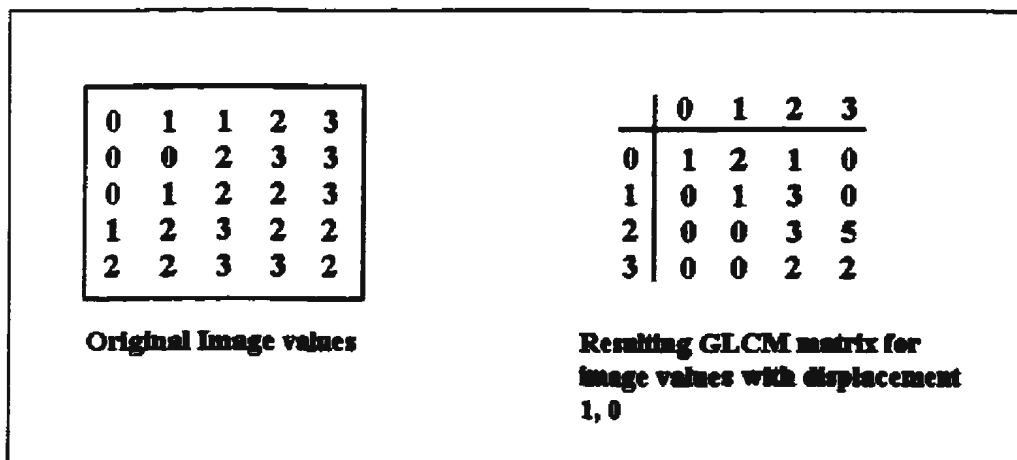 0 1 1 2 3
0 0 2 3 3
0 1 2 2 3
1 2 3 2 2
2 2 3 3 2
Original Image values
0 1 2 3
0 1 2 1 0
1 0 1 3 0
2 0 0 3 5
3 0 0 2 2
Resulting GLCM matrix for
image values with displacement
1, 0